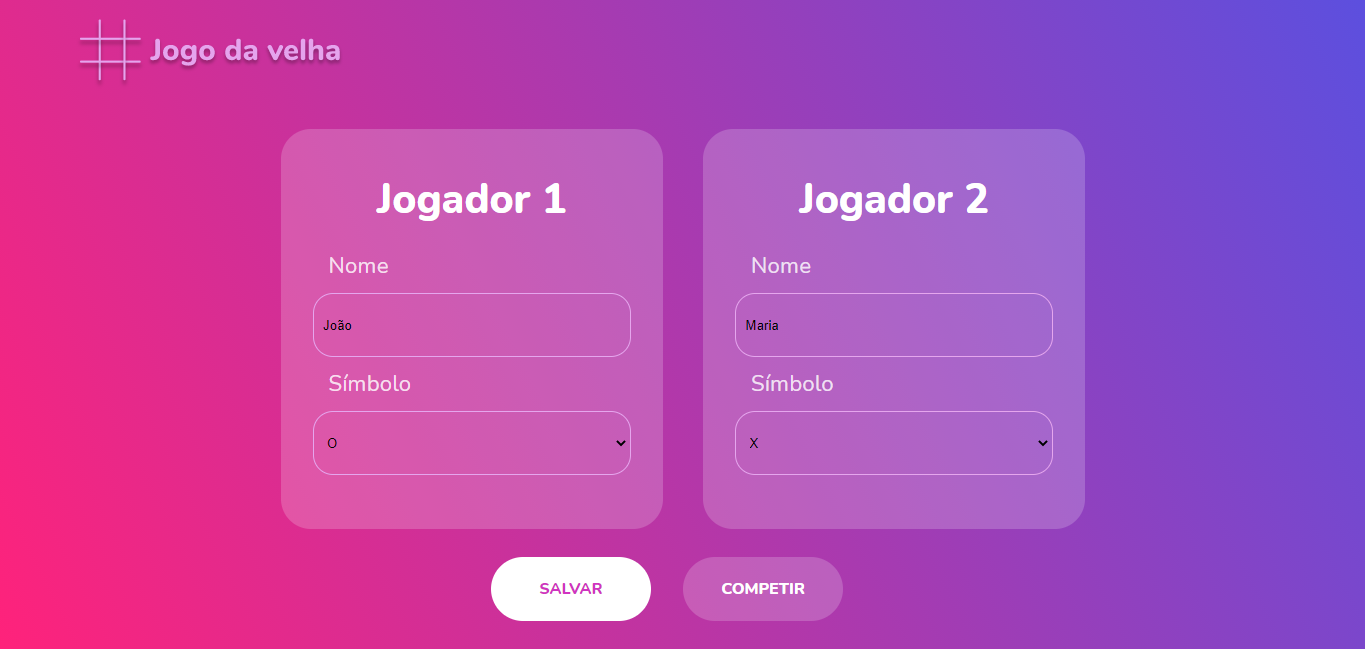 Jogo da velha
Jogador 1
Nome
João
Símbolo
O
Jogador 2
Nome
Maria
Símbolo
X
SALVAR
COMPETIR